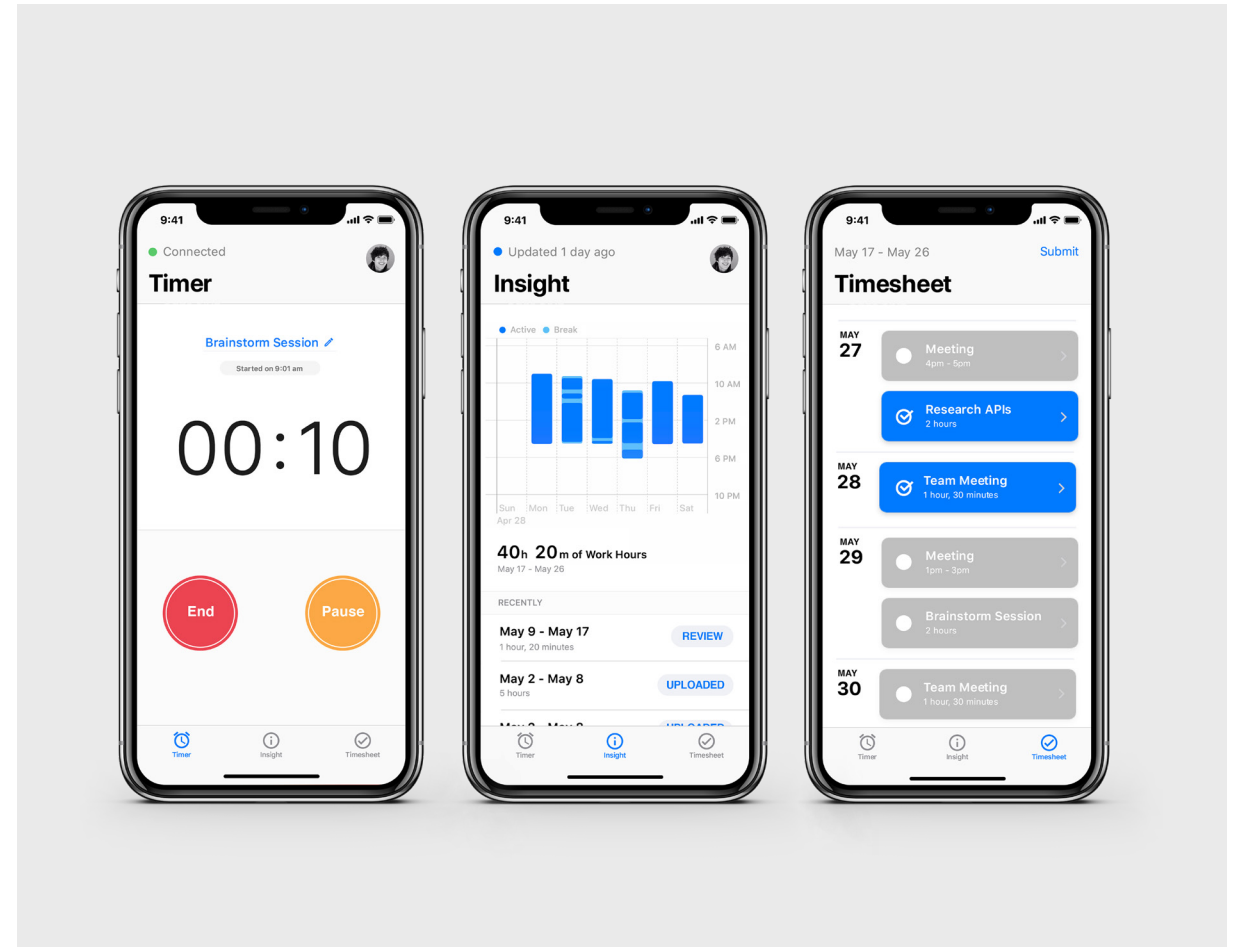 9:41
Connected
Timer
Brainstorm Session
Started on 9:01 am
00:10
End
Pause
Timer
Insight
Timesheet
9:41
Updated 1 day ago
Insight
Active
Break
6 AM
10 AM
2 PM
6 PM
10 PM
Sun Mon Tue Wed Thu Fri Sat
Apr 28
40h 20m of Work Hours
May 17 - May 26
RECENTLY
May 9 - May 17
1 hour, 20 minutes
REVIEW
May 2 - May 8
5 hours
UPLOADED
Timer
Insight
Timesheet
9:41
May 17 - May 26
Submit
Timesheet
MAY
27
Meeting
4pm - 5pm
Research APIs
2 hours
MAY
28
Team Meeting
1 hour, 30 minutes
MAY
29
Meeting
1pm - 3pm
Brainstorm Session
2 hours
MAY
30
Team Meeting
1 hour, 30 minutes
Timer
Insight
Timesheet